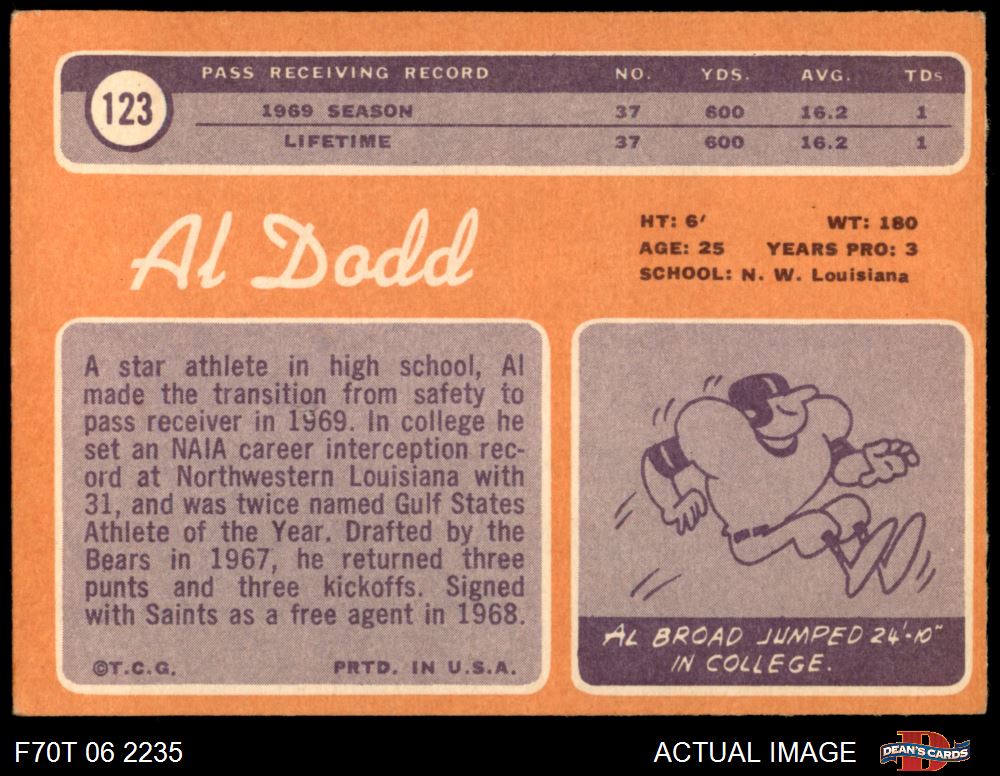 123
PASS RECEIVING RECORD NO. YDS. AVG. TDs
1969 SEASON 37 600 16.2 1
LIFETIME 37 600 16.2 1
Al Dodd
HT: 6' WT: 180
AGE: 25 YEARS PRO: 3
SCHOOL: N. W. Louisiana
A star athlete in high school, Al
made the transition from safety to
pass receiver in 1969. In college he
set an NAIA career interception rec-
ord at Northwestern Louisiana with
31, and was twice named Gulf States
Athlete of the Year. Drafted by the
Bears in 1967, he returned three
punts and three kickoffs. Signed
with Saints as a free agent in 1968.
©T.C.G. PRTD. IN U.S.A.
AL BROAD JUMPED 24'-10"
IN COLLEGE.
F70T 06 2235
ACTUAL IMAGE
D
DEAN'S CARDS